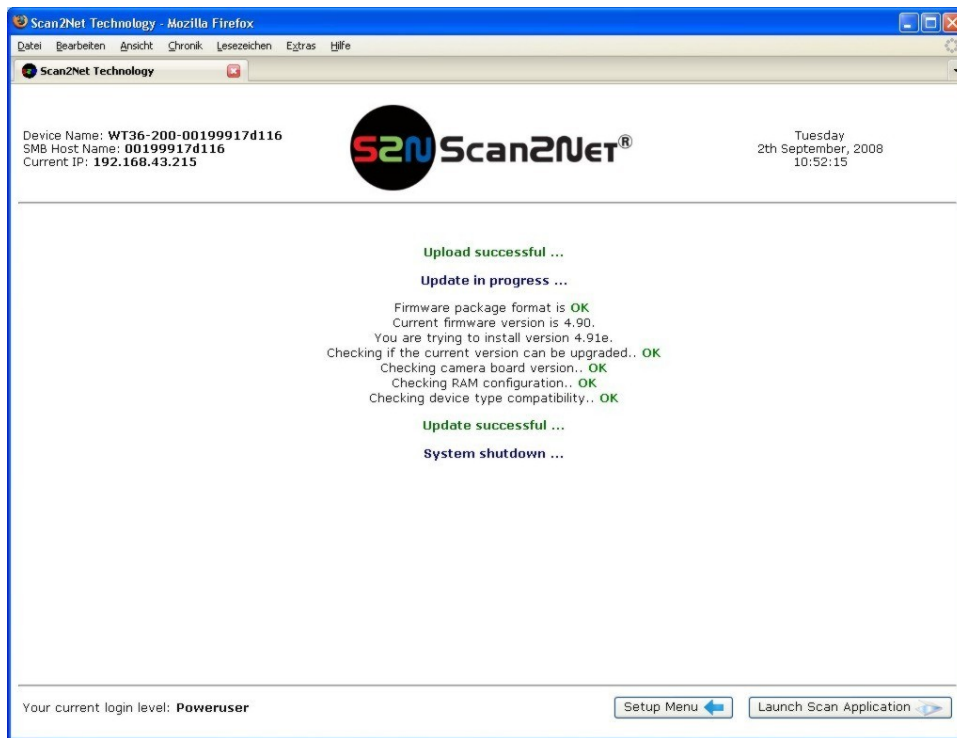 Scan2Net Technology - Mozilla Firefox
Datei Bearbeiten Ansicht Chronik Lesezeichen Extras Hilfe
Scan2Net Technology
Device Name: WT36-200-00199917d116
SMB Host Name: 00199917d116
Current IP: 192.168.43.215
S2N Scan2Net®
Tuesday
2th September, 2008
10:52:15
Upload successful ...
Update in progress ...
Firmware package format is OK
Current firmware version is 4.90.
You are trying to install version 4.91e.
Checking if the current version can be upgraded.. OK
Checking camera board version.. OK
Checking RAM configuration.. OK
Checking device type compatibility.. OK
Update successful ...
System shutdown ...
Your current login level: Poweruser
Setup Menu
Launch Scan Application